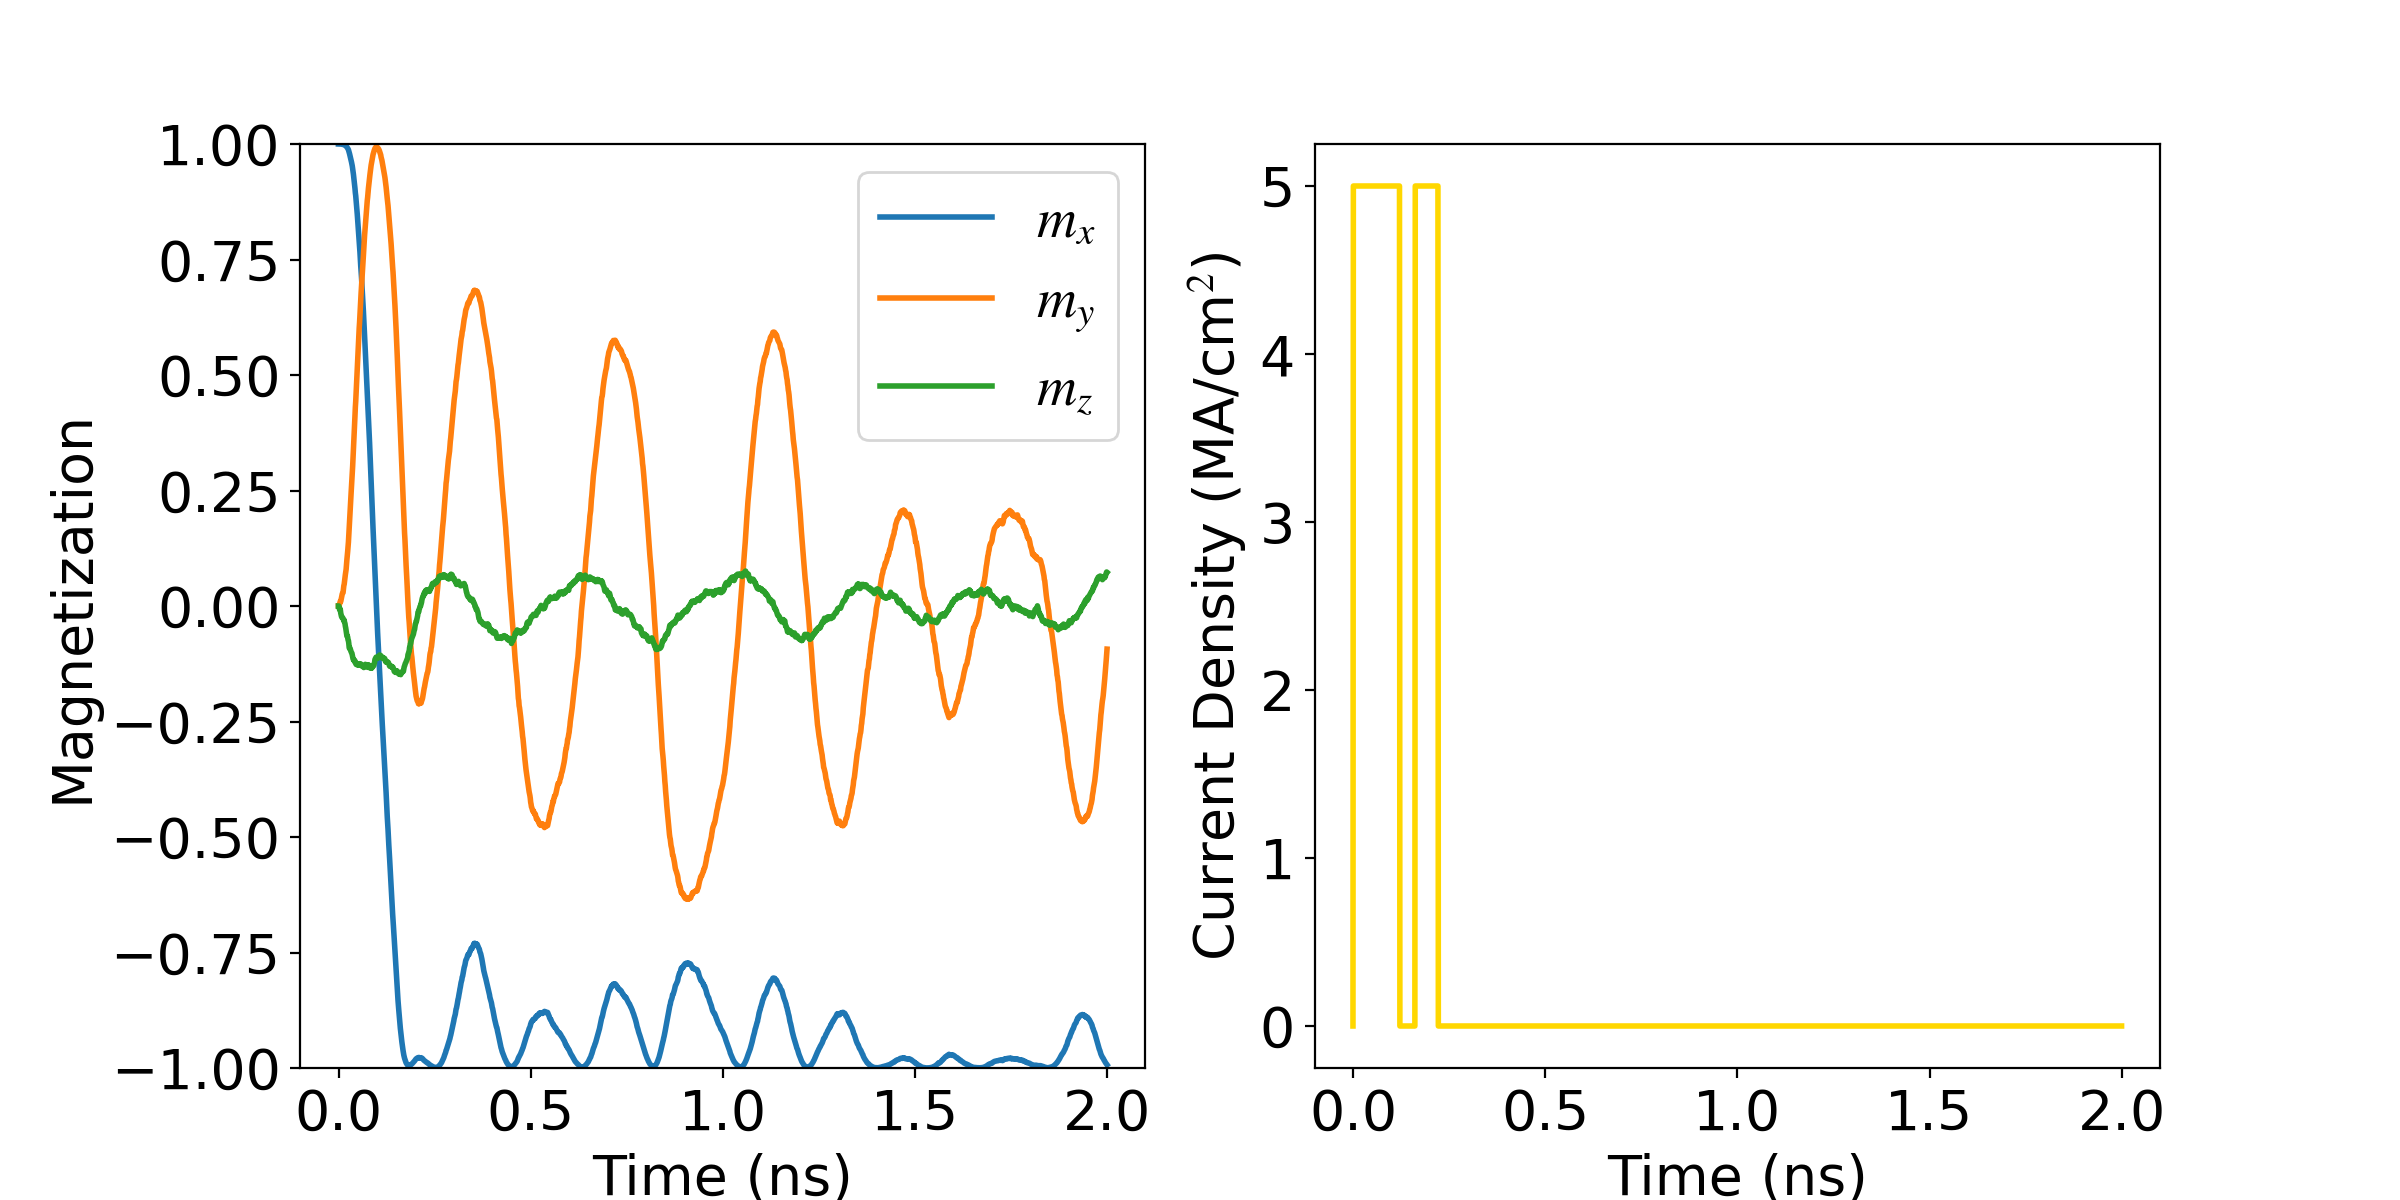 Magnetization
1.00
0.75
0.50
0.25
0.00
−0.25
−0.50
−0.75
−1.00
0.0 0.5 1.0 1.5 2.0
Time (ns)
m_x
m_y
m_z
Current Density (MA/cm²)
5
4
3
2
1
0
0.0 0.5 1.0 1.5 2.0
Time (ns)